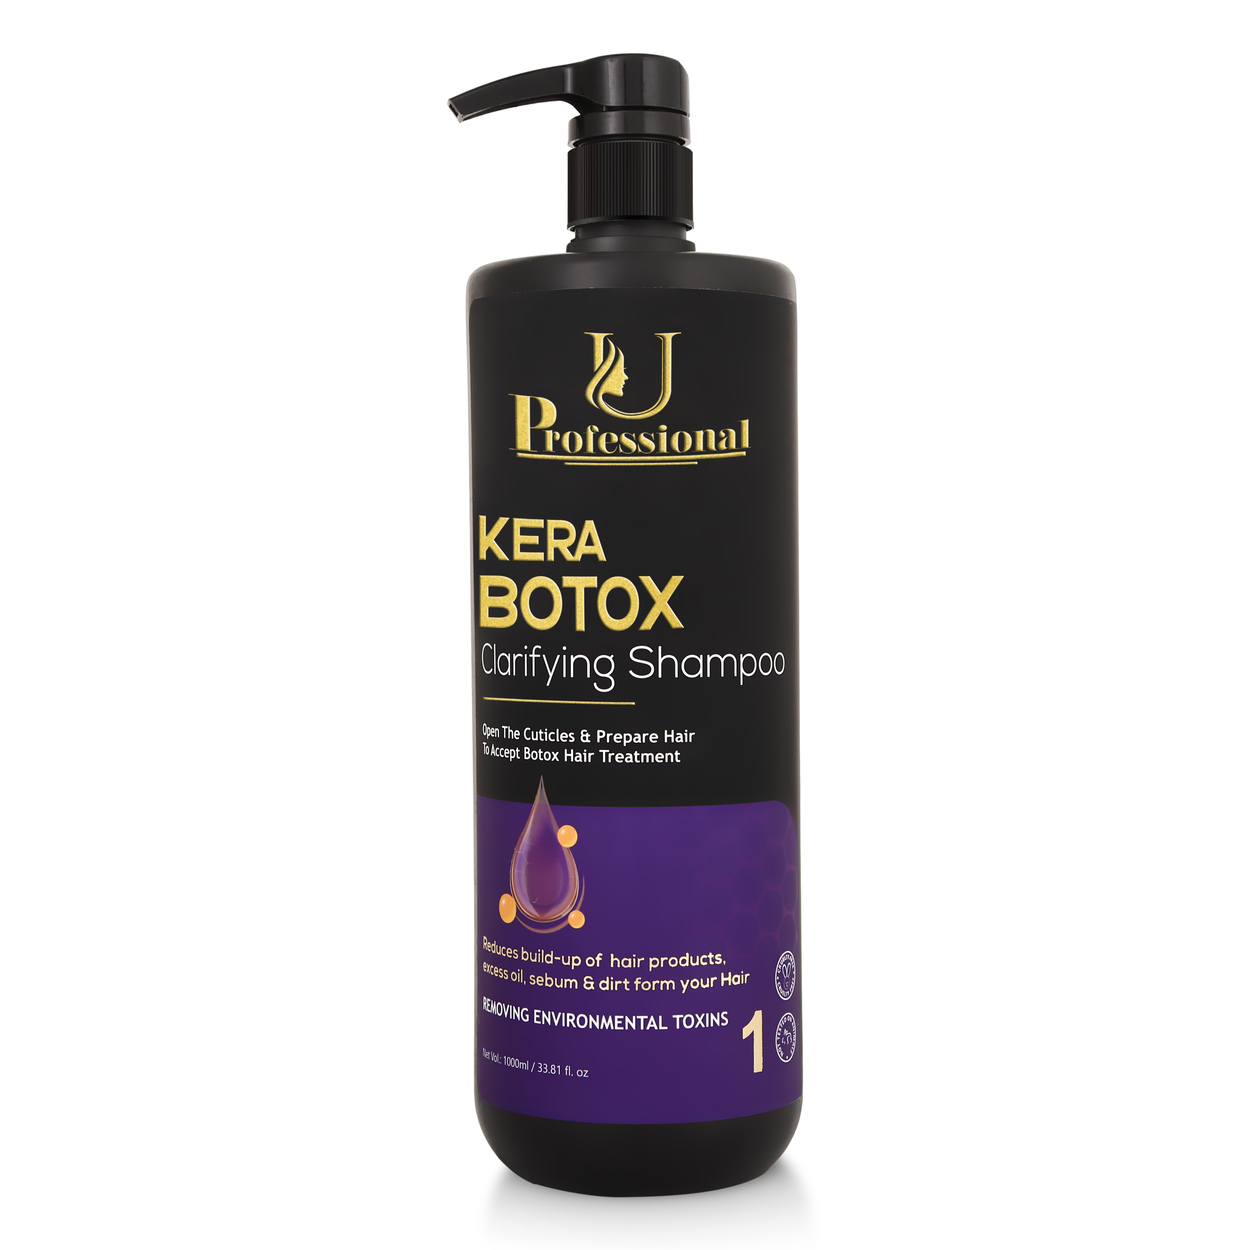 U
Professional
KERA
BOTOX
Clarifying Shampoo
Open The Cuticles & Prepare Hair
To Accept Botox Hair Treatment
Reduces build-up of hair products,
excess oil, sebum & dirt form your Hair
REMOVING ENVIRONMENTAL TOXINS
1
Net Vol.: 1000ml / 33.81 fl. oz